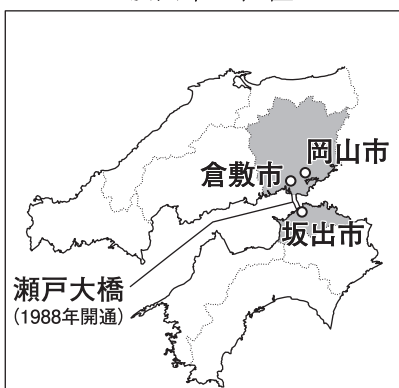 岡山市
倉敷市
坂出市
瀬戸大橋
(1988年開通)